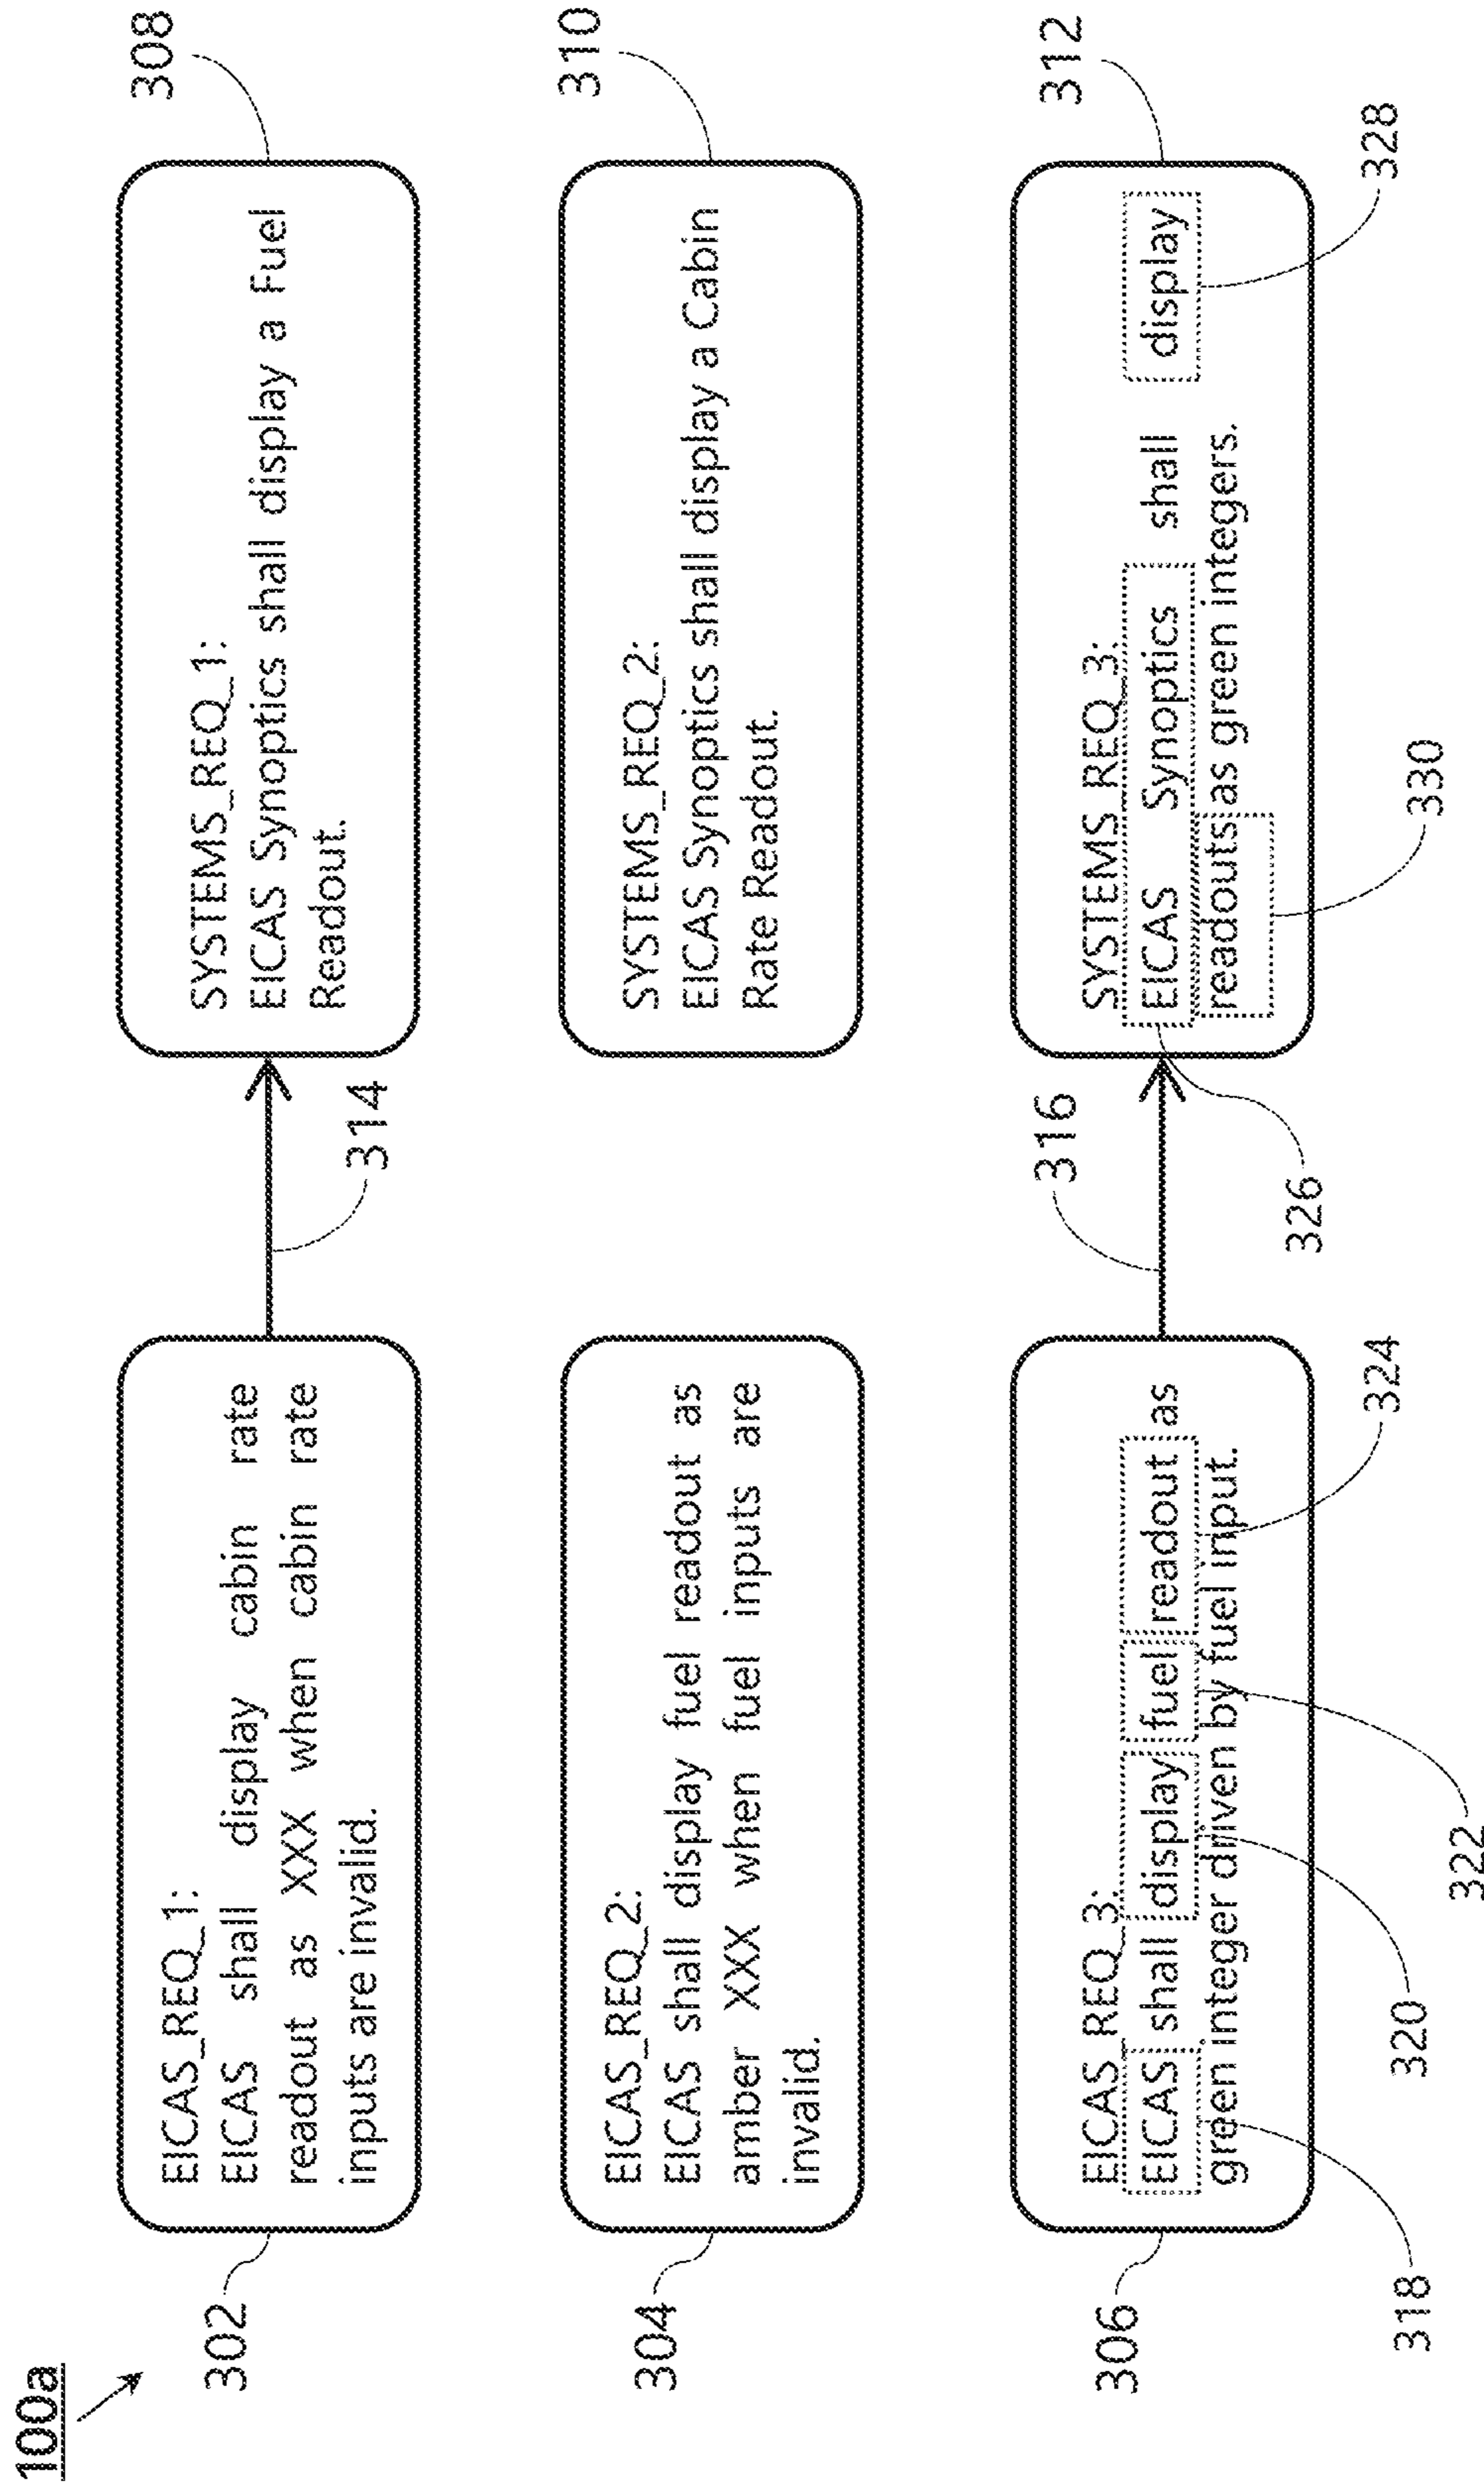 100a
302
EICAS_REQ_1:
EICAS shall display cabin rate
readout as XXX when cabin rate
inputs are invalid.
314
SYSTEMS_REQ_1:
EICAS Synoptics shall display a Fuel
Readout.
308
304
EICAS_REQ_2:
EICAS shall display fuel readout as
amber XXX when fuel inputs are
invalid.
SYSTEMS_REQ_2:
EICAS Synoptics shall display a Cabin
Rate Readout.
310
306
EICAS_REQ_3:
EICAS shall display fuel readout as
green integer driven by fuel input.
318
320
322
324
316
326
SYSTEMS_REQ_3:
EICAS Synoptics shall display
readouts as green integers.
312
328
330